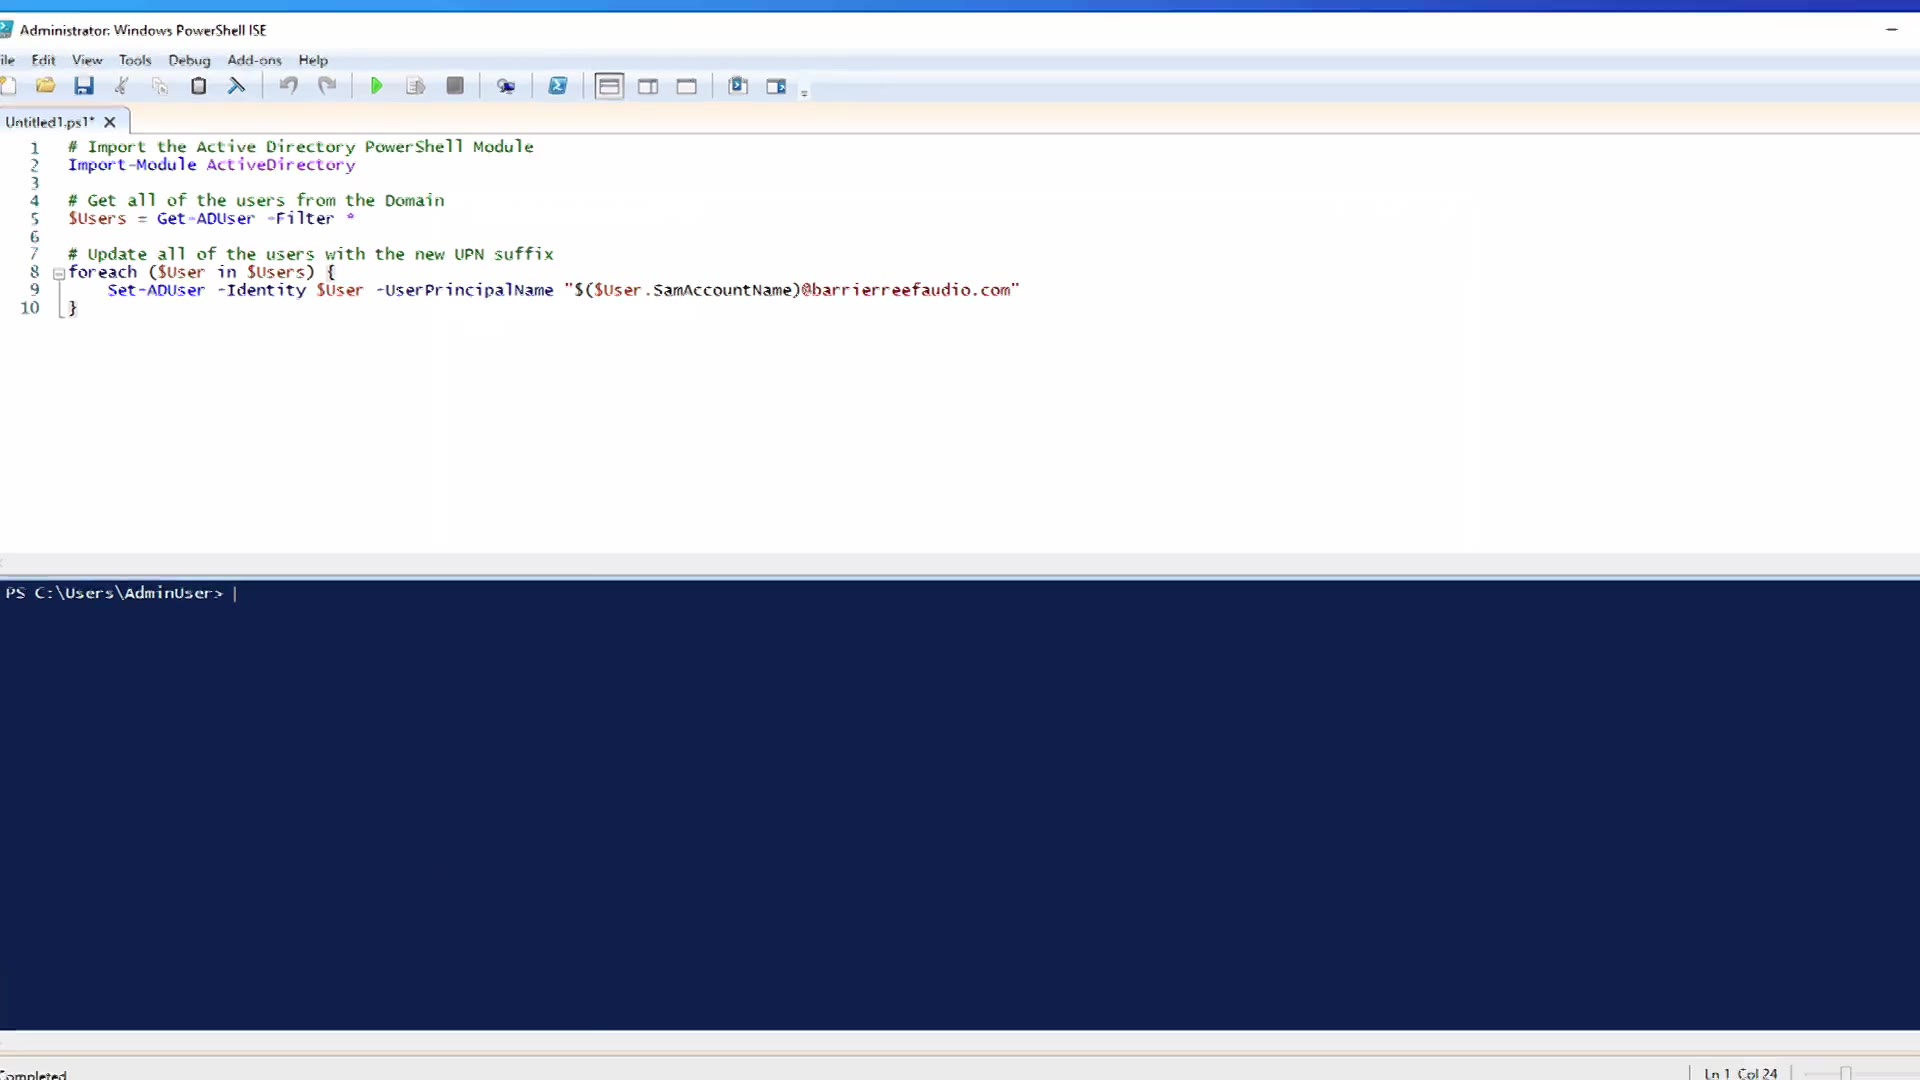 Administrator: Windows PowerShell ISE
ile Edit View Tools Debug Add-ons Help
Untitled1.ps1* X
1 # Import the Active Directory PowerShell Module
2 Import-Module ActiveDirectory
3
4 # Get all of the users from the Domain
5 $Users = Get-ADUser -Filter *
6
7 # Update all of the users with the new UPN suffix
8 foreach ($User in $Users) {
9 Set-ADUser -Identity $User -UserPrincipalName "$($User.SamAccountName)@barrierreefaudio.com"
10 }
PS C:\Users\AdminUser>
Completed
Ln 1 Col 24